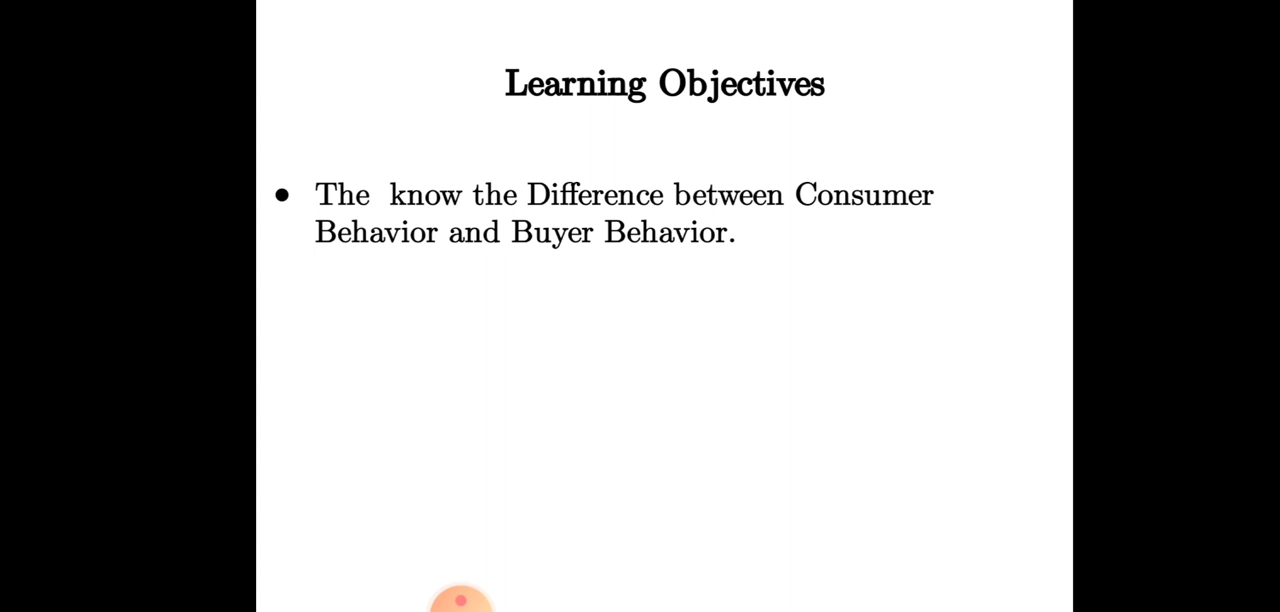 Learning Objectives
• The know the Difference between Consumer
Behavior and Buyer Behavior.